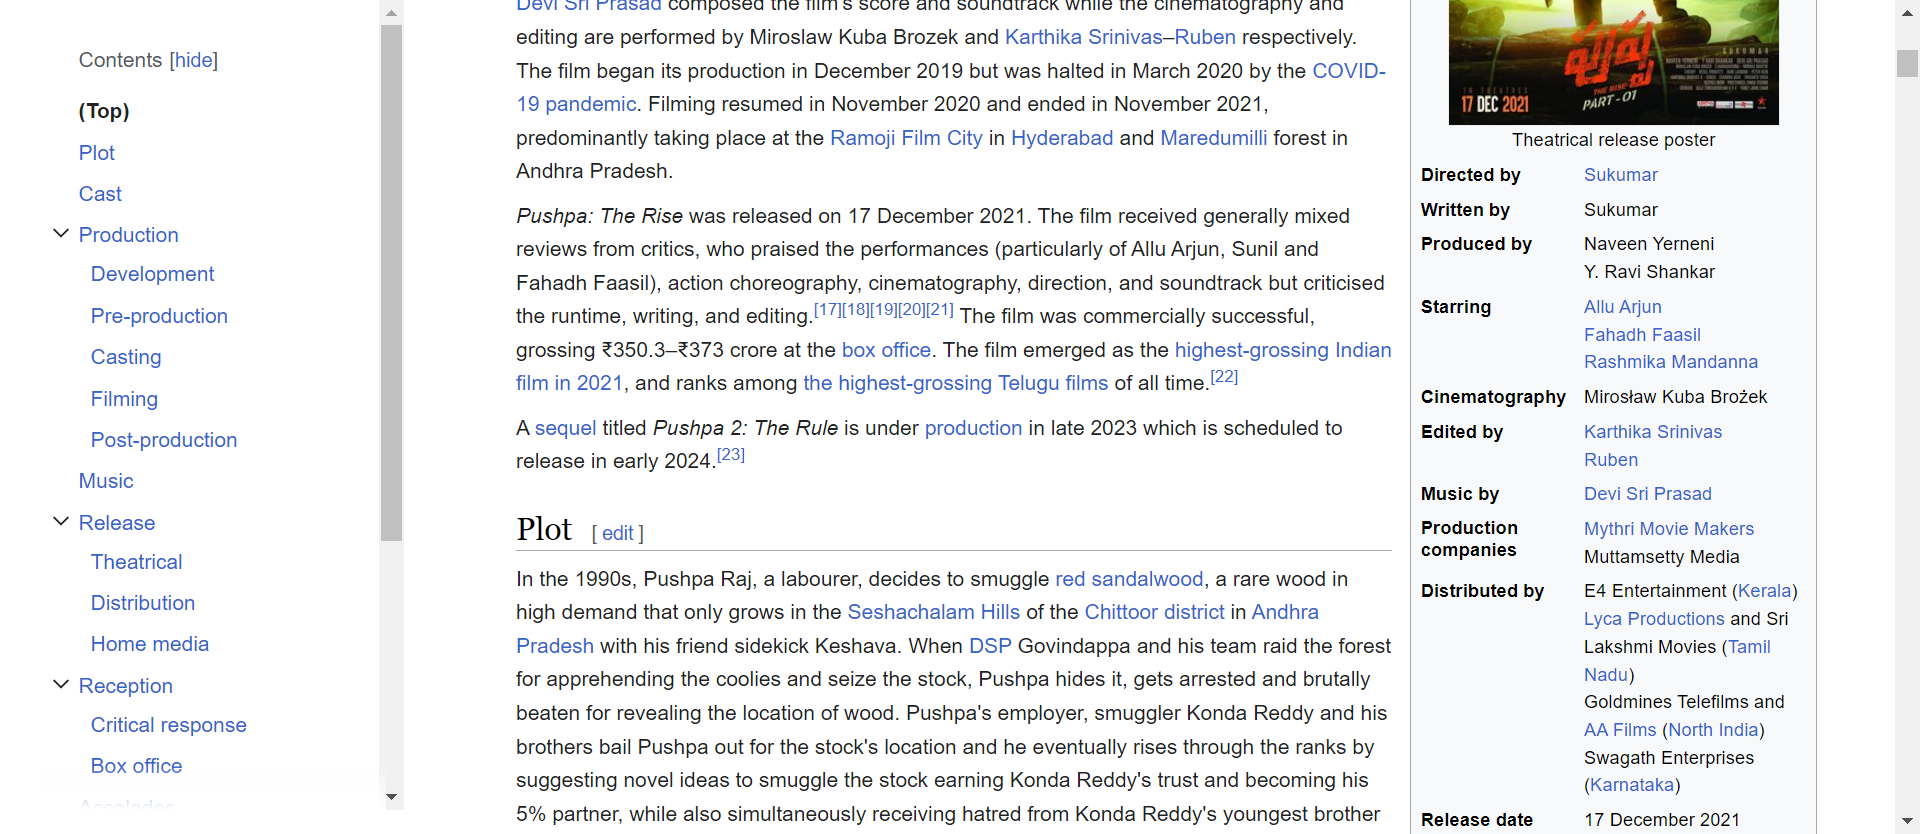 Contents [hide]
(Top)
Plot
Cast
Production
Development
Pre-production
Casting
Filming
Post-production
Music
Release
Theatrical
Distribution
Home media
Reception
Critical response
Box office
Accolades
Devi Sri Prasad composed the film's score and soundtrack while the cinematography and
editing are performed by Miroslaw Kuba Brozek and Karthika Srinivas–Ruben respectively.
The film began its production in December 2019 but was halted in March 2020 by the COVID-
19 pandemic. Filming resumed in November 2020 and ended in November 2021,
predominantly taking place at the Ramoji Film City in Hyderabad and Maredumilli forest in
Andhra Pradesh.
Pushpa: The Rise was released on 17 December 2021. The film received generally mixed
reviews from critics, who praised the performances (particularly of Allu Arjun, Sunil and
Fahadh Faasil), action choreography, cinematography, direction, and soundtrack but criticised
the runtime, writing, and editing.[17][18][19][20][21] The film was commercially successful,
grossing ₹350.3–₹373 crore at the box office. The film emerged as the highest-grossing Indian
film in 2021, and ranks among the highest-grossing Telugu films of all time.[22]
A sequel titled Pushpa 2: The Rule is under production in late 2023 which is scheduled to
release in early 2024.[23]
Plot [ edit ]
In the 1990s, Pushpa Raj, a labourer, decides to smuggle red sandalwood, a rare wood in
high demand that only grows in the Seshachalam Hills of the Chittoor district in Andhra
Pradesh with his friend sidekick Keshava. When DSP Govindappa and his team raid the forest
for apprehending the coolies and seize the stock, Pushpa hides it, gets arrested and brutally
beaten for revealing the location of wood. Pushpa's employer, smuggler Konda Reddy and his
brothers bail Pushpa out for the stock's location and he eventually rises through the ranks by
suggesting novel ideas to smuggle the stock earning Konda Reddy's trust and becoming his
5% partner, while also simultaneously receiving hatred from Konda Reddy's youngest brother
SUKUMAR
పుష్ప
THE RISE
PART-01
IN THEATRES
17 DEC 2021
Theatrical release poster
Directed by Sukumar
Written by Sukumar
Produced by Naveen Yerneni
Y. Ravi Shankar
Starring Allu Arjun
Fahadh Faasil
Rashmika Mandanna
Cinematography Mirosław Kuba Brożek
Edited by Karthika Srinivas
Ruben
Music by Devi Sri Prasad
Production companies Mythri Movie Makers
Muttamsetty Media
Distributed by E4 Entertainment (Kerala)
Lyca Productions and Sri
Lakshmi Movies (Tamil
Nadu)
Goldmines Telefilms and
AA Films (North India)
Swagath Enterprises
(Karnataka)
Release date 17 December 2021